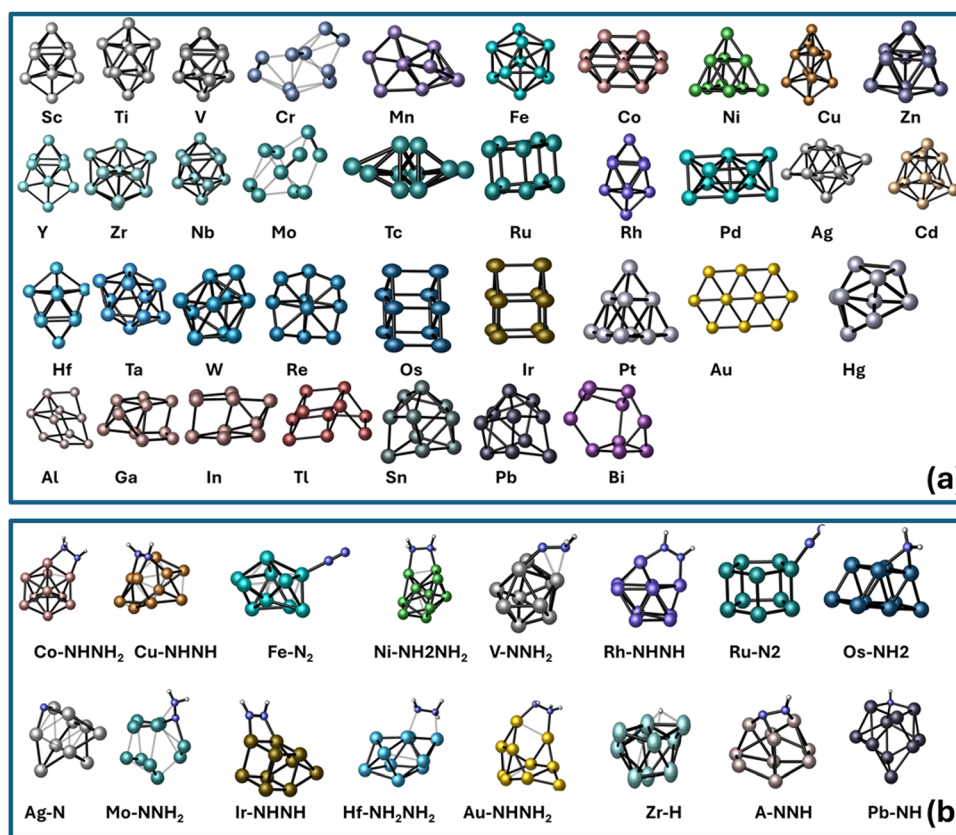 Sc Ti V Cr Mn Fe Co Ni Cu Zn
Y Zr Nb Mo Tc Ru Rh Pd Ag Cd
Hf Ta W Re Os Ir Pt Au Hg
Al Ga In Tl Sn Pb Bi
(a)
Co-NHNH₂ Cu-NHNH Fe-N₂ Ni-NH2NH₂ V-NNH₂ Rh-NHNH Ru-N2 Os-NH2
Ag-N Mo-NNH₂ Ir-NHNH Hf-NH₂NH₂ Au-NHNH₂ Zr-H A-NNH Pb-NH
(b